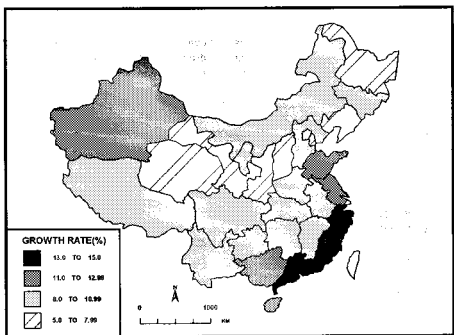 GROWTH RATE(%)
13.0 TO 15.0
11.0 TO 12.99
8.0 TO 10.99
5.0 TO 7.99
N
0 1000
KM